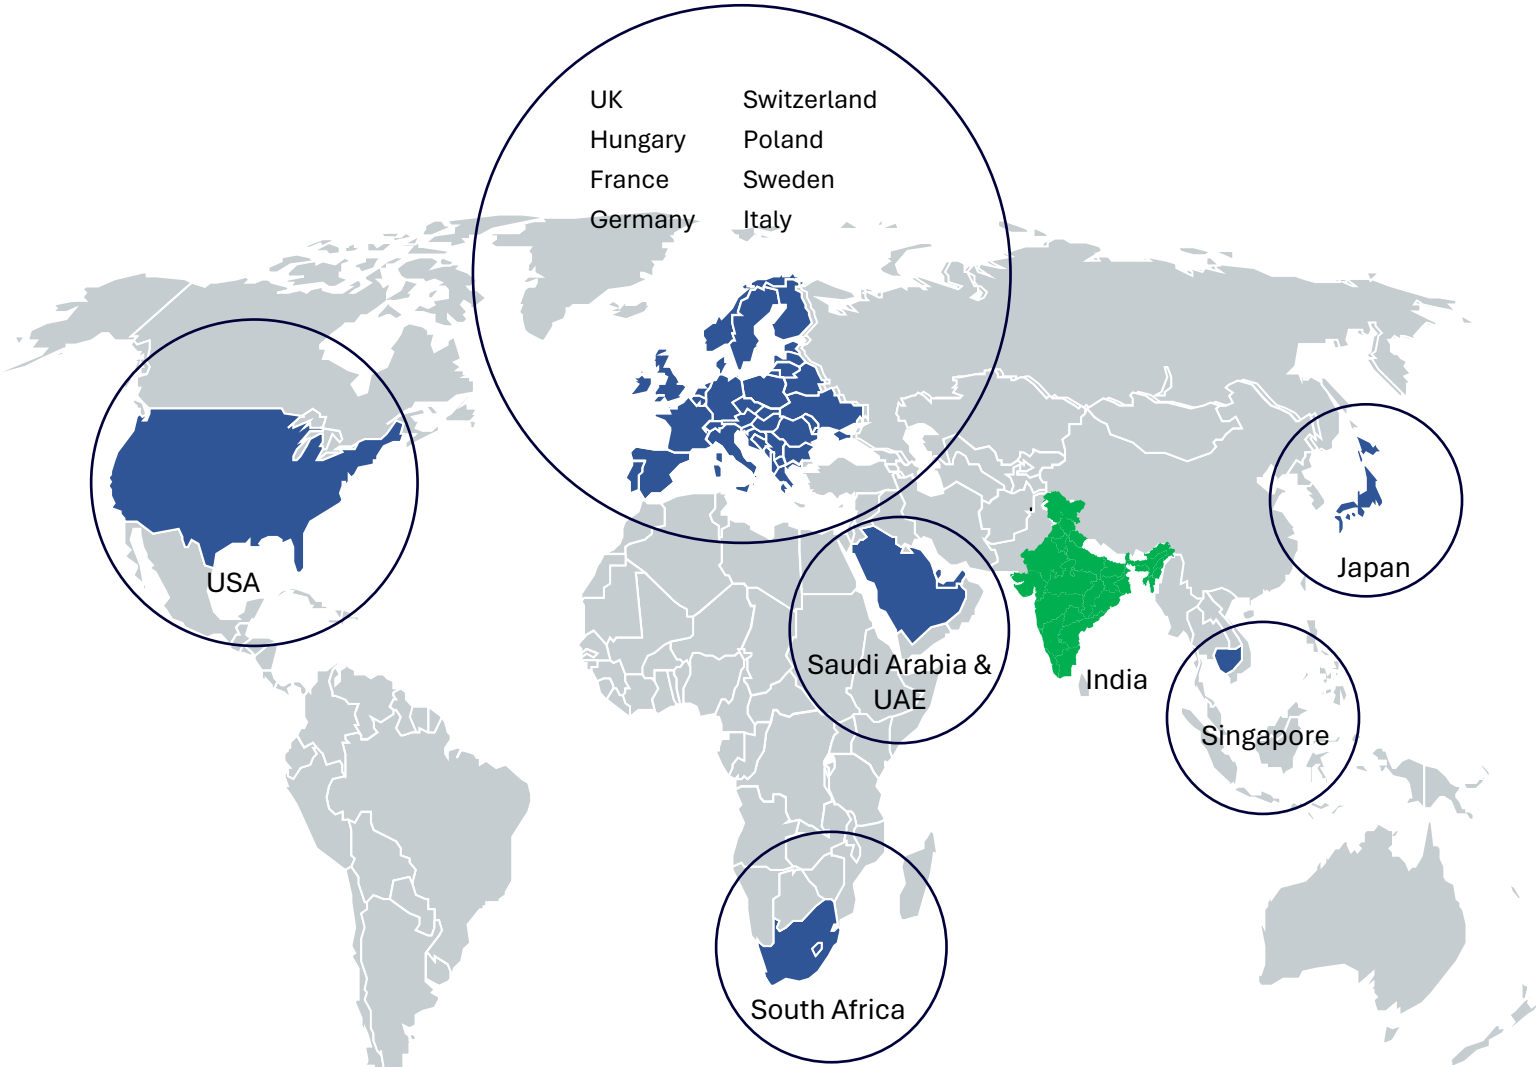 UK
Hungary
France
Germany
Switzerland
Poland
Sweden
Italy
USA
Japan
Saudi Arabia &
UAE
India
Singapore
South Africa